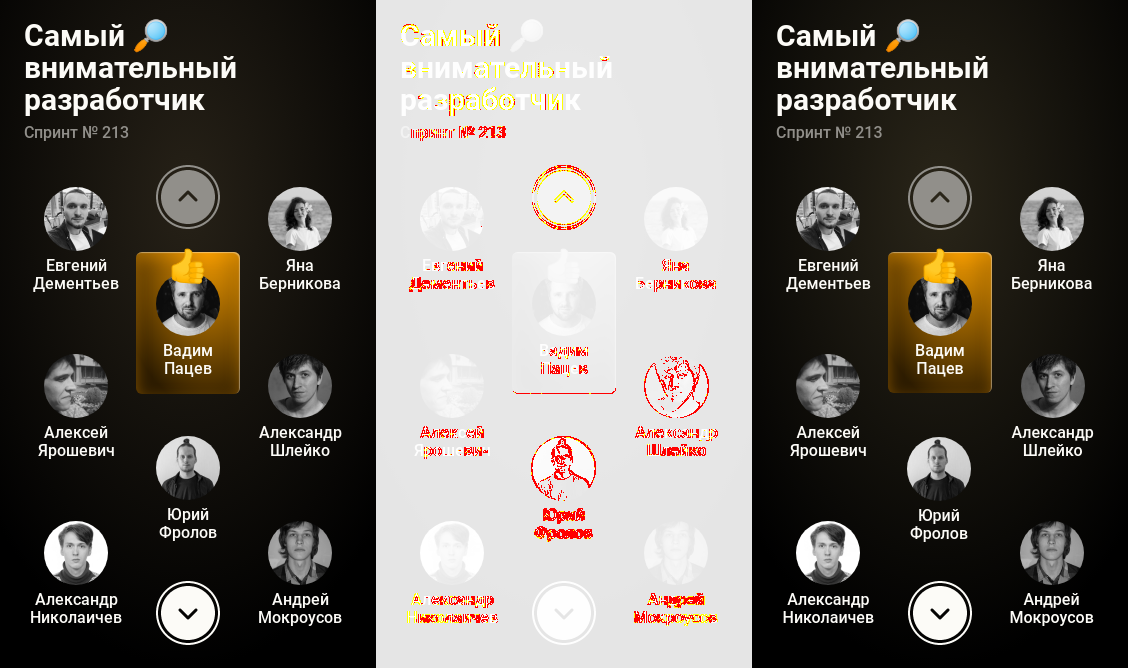 Самый
внимательный
разработчик
Спринт № 213
Евгений
Дементьев
Яна
Берникова
Вадим
Пацев
Алексей
Ярошевич
Александр
Шлейко
Юрий
Фролов
Александр
Николаичев
Андрей
Мокроусов
Самый
внимательный
разработчик
Спринт № 213
Евгений
Дементьев
Яна
Берникова
Вадим
Пацев
Алексей
Ярошевич
Александр
Шлейко
Юрий
Фролов
Александр
Николаичев
Андрей
Мокроусов
Самый
внимательный
разработчик
Спринт № 213
Евгений
Дементьев
Яна
Берникова
Вадим
Пацев
Алексей
Ярошевич
Александр
Шлейко
Юрий
Фролов
Александр
Николаичев
Андрей
Мокроусов